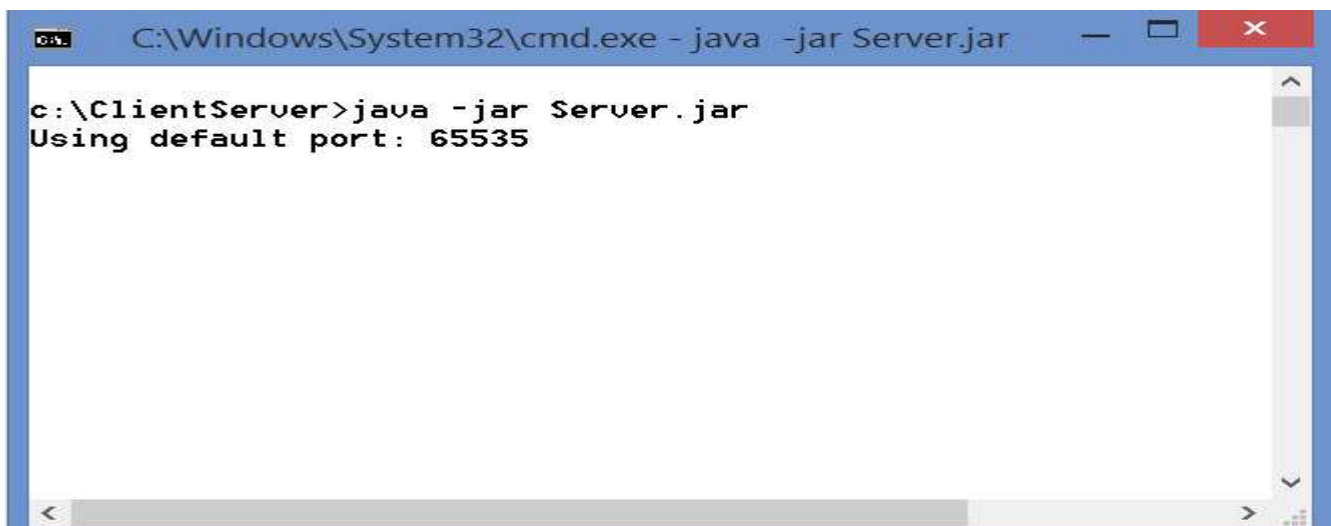 C:\Windows\System32\cmd.exe - java  -jar Server.jar
c:\ClientServer>java -jar Server.jar
Using default port: 65535